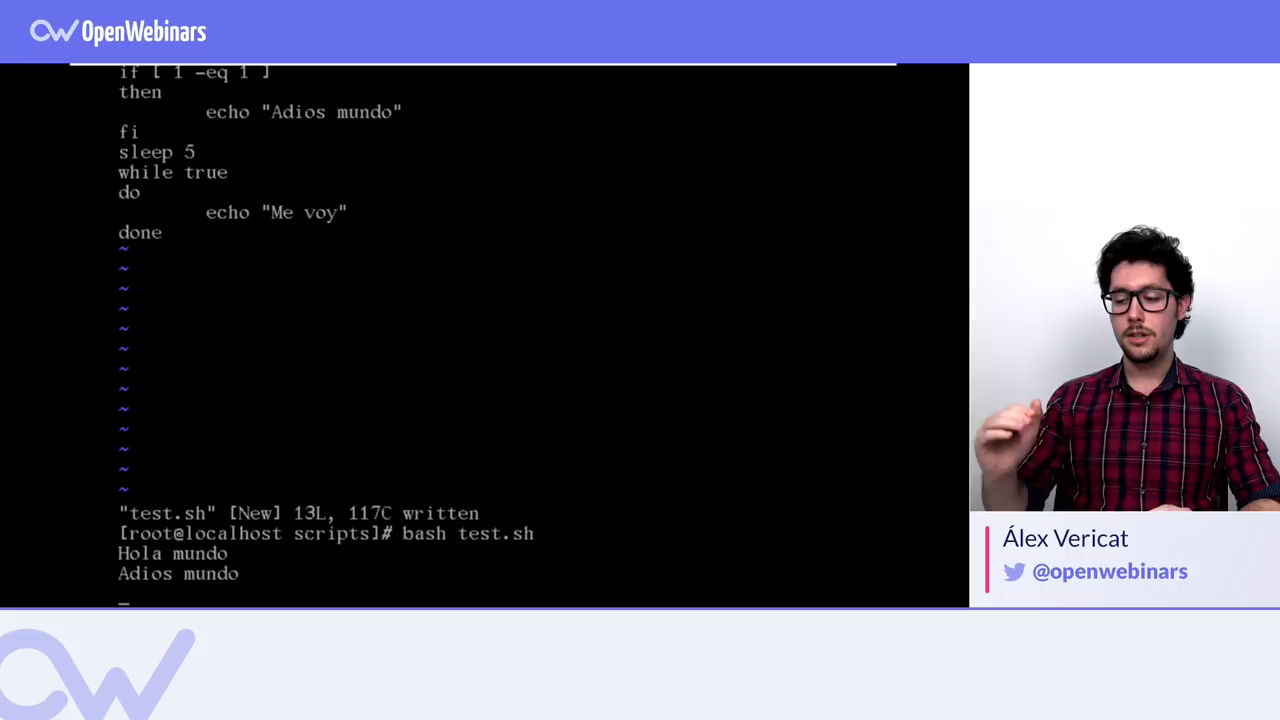 OpenWebinars
if [ 1 -eq 1 ]
then
echo "Adios mundo"
fi
sleep 5
while true
do
echo "Me voy"
done
~
~
~
~
~
~
~
~
~
~
~
~
~
"test.sh" [New] 13L, 117C written
[root@localhost scripts]# bash test.sh
Hola mundo
Adios mundo
_
Álex Vericat
@openwebinars